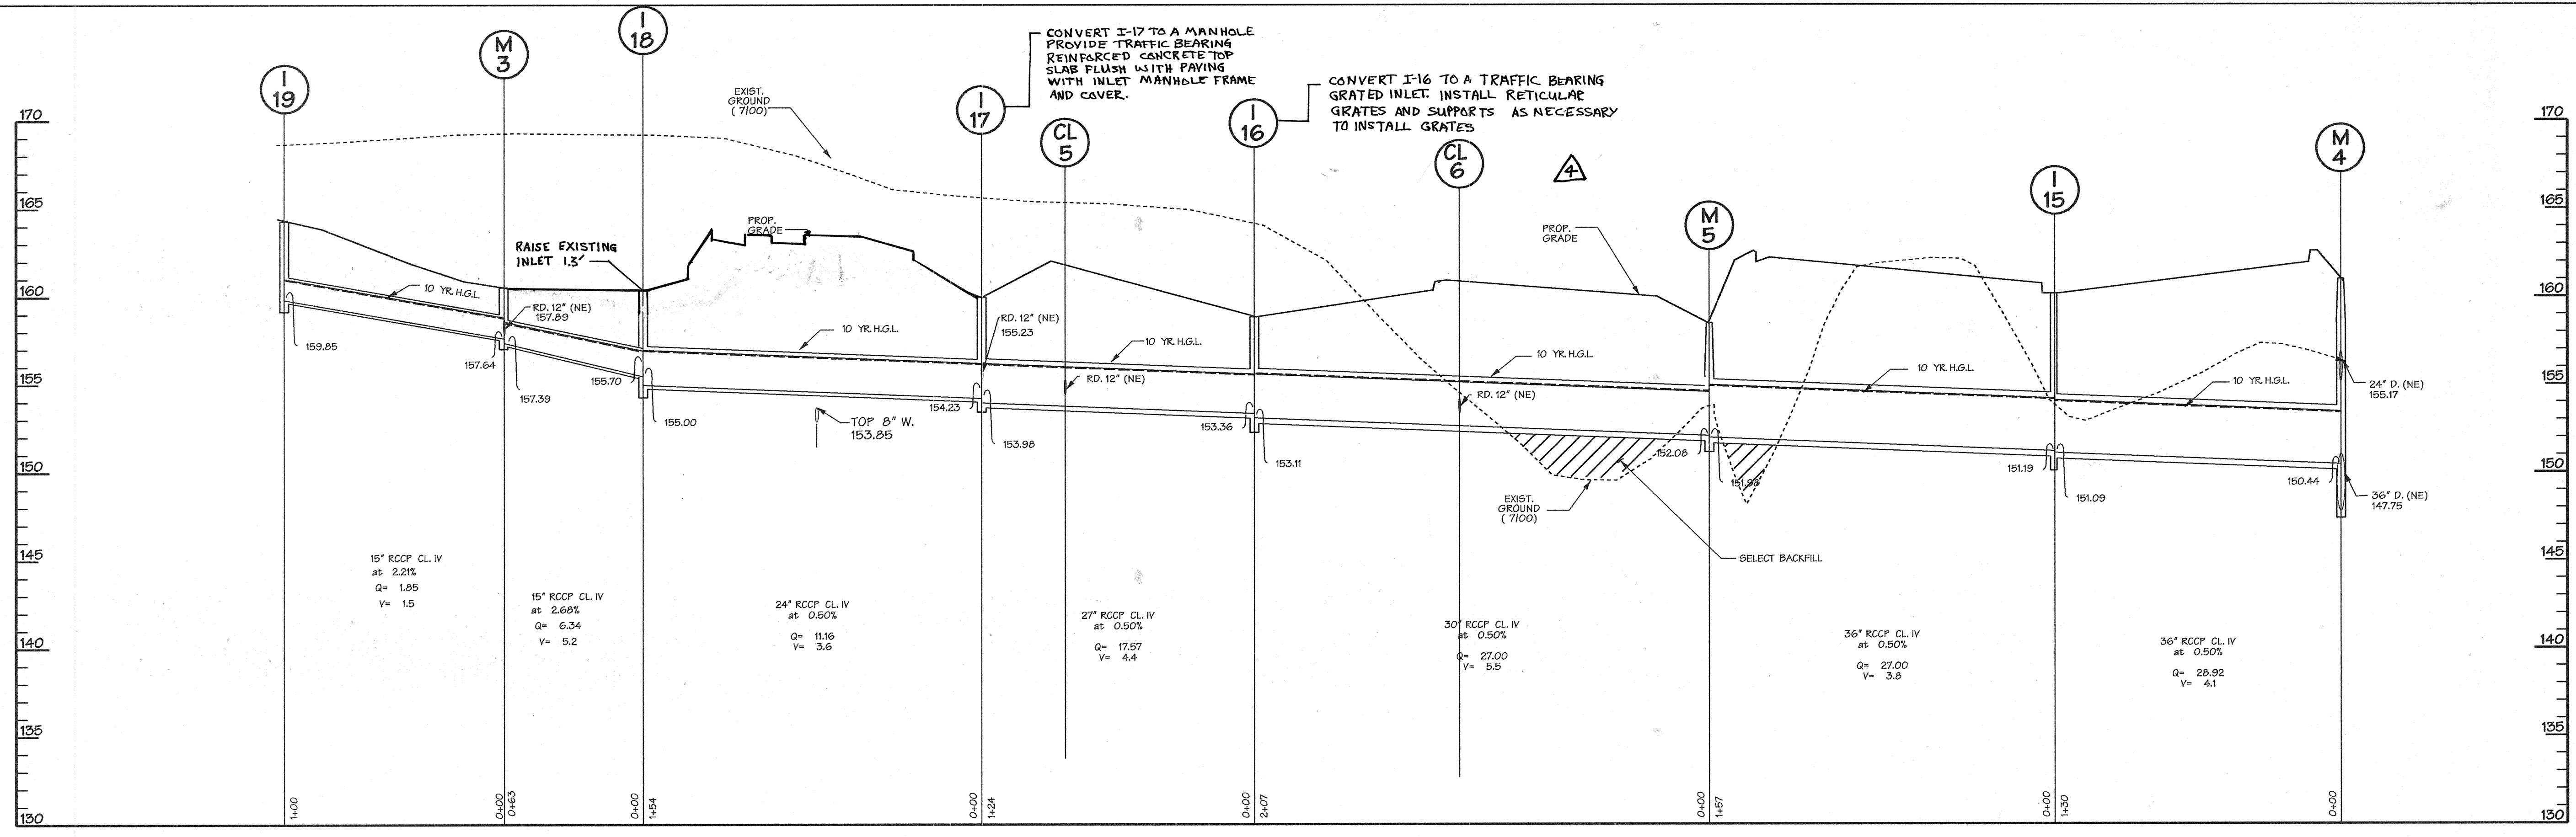 I
19
M
3
I
18
CONVERT I-17 TO A MANHOLE
PROVIDE TRAFFIC BEARING
REINFORCED CONCRETE TOP
SLAB FLUSH WITH PAVING
WITH INLET MANHOLE FRAME
AND COVER.
I
17
CL
5
I
16
CONVERT I-16 TO A TRAFFIC BEARING
GRATED INLET. INSTALL RETICULAR
GRATES AND SUPPORTS AS NECESSARY
TO INSTALL GRATES
CL
6
4
M
5
I
15
M
4
EXIST.
GROUND
( 7/00)
PROP.
GRADE
RAISE EXISTING
INLET 1.3'
PROP.
GRADE
170
165
160
155
150
145
140
135
130
170
165
160
155
150
145
140
135
130
10 YR. H.G.L.
RD. 12" (NE)
157.89
10 YR. H.G.L.
RD. 12" (NE)
155.23
10 YR. H.G.L.
RD. 12" (NE)
10 YR. H.G.L.
RD. 12" (NE)
10 YR. H.G.L.
10 YR. H.G.L.
24" D. (NE)
155.17
159.85
157.64
157.39
155.70
155.00
TOP 8" W.
153.85
154.23
153.98
153.36
153.11
152.08
151.98
151.19
151.09
150.44
36" D. (NE)
147.75
EXIST.
GROUND
( 7/00)
SELECT BACKFILL
15" RCCP CL. IV
at 2.21%
Q= 1.85
V= 1.5
15" RCCP CL. IV
at 2.68%
Q= 6.34
V= 5.2
24" RCCP CL. IV
at 0.50%
Q= 11.16
V= 3.6
27" RCCP CL. IV
at 0.50%
Q= 17.57
V= 4.4
30" RCCP CL. IV
at 0.50%
Q= 27.00
V= 5.5
36" RCCP CL. IV
at 0.50%
Q= 27.00
V= 3.8
36" RCCP CL. IV
at 0.50%
Q= 28.92
V= 4.1
1+00
0+00
0+63
0+00
1+54
0+00
1+24
0+00
2+07
0+00
1+57
0+00
1+30
0+00